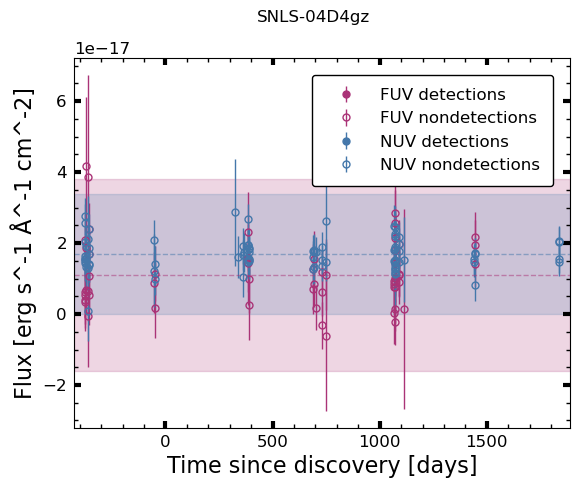 SNLS-04D4gz
1e−17
FUV detections
FUV nondetections
NUV detections
NUV nondetections
6
4
2
0
−2
Flux [erg s^-1 Å^-1 cm^-2]
0
500
1000
1500
Time since discovery [days]